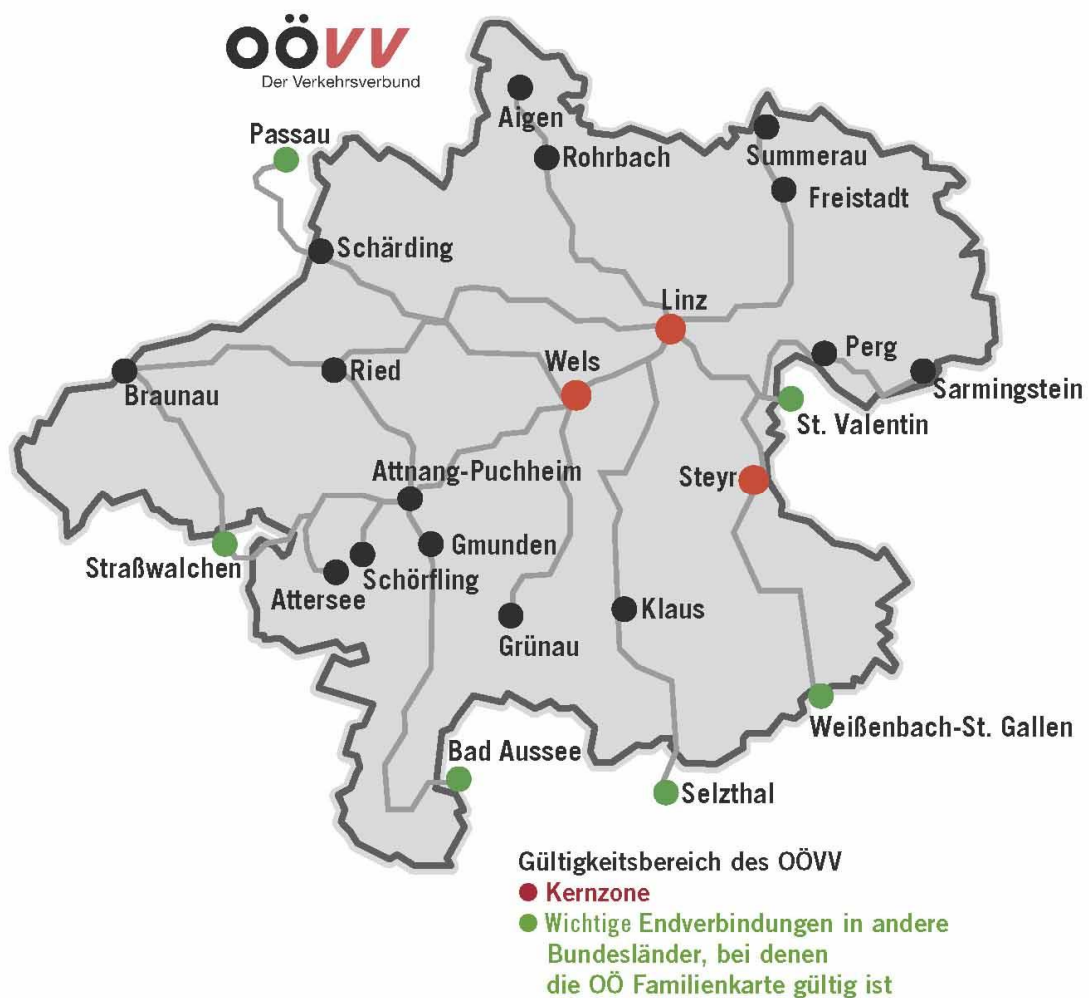 OÖVV
Der Verkehrsverbund
Aigen
Passau
Rohrbach
Summerau
Freistadt
Schärding
Linz
Perg
Wels
Ried
Braunau
Sarmingstein
St. Valentin
Attnang-Puchheim
Steyr
Gmunden
Straßwalchen
Schörfling
Attersee
Klaus
Grünau
Weißenbach-St. Gallen
Bad Aussee
Selzthal
Gültigkeitsbereich des OÖVV
Kernzone
Wichtige Endverbindungen in andere
Bundesländer, bei denen
die OÖ Familienkarte gültig ist